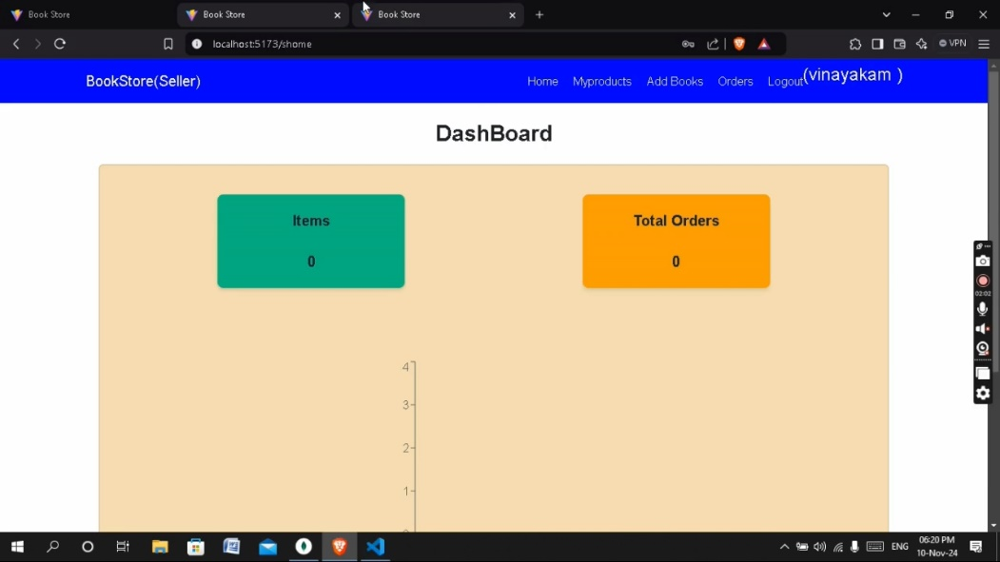 Book Store
Book Store
Book Store
localhost:5173/shome
VPN
BookStore(Seller)
Home
Myproducts
Add Books
Orders
Logout
(vinayakam )
DashBoard
Items
0
Total Orders
0
02:02
4
3
2
1
ENG
06:20 PM
10-Nov-24